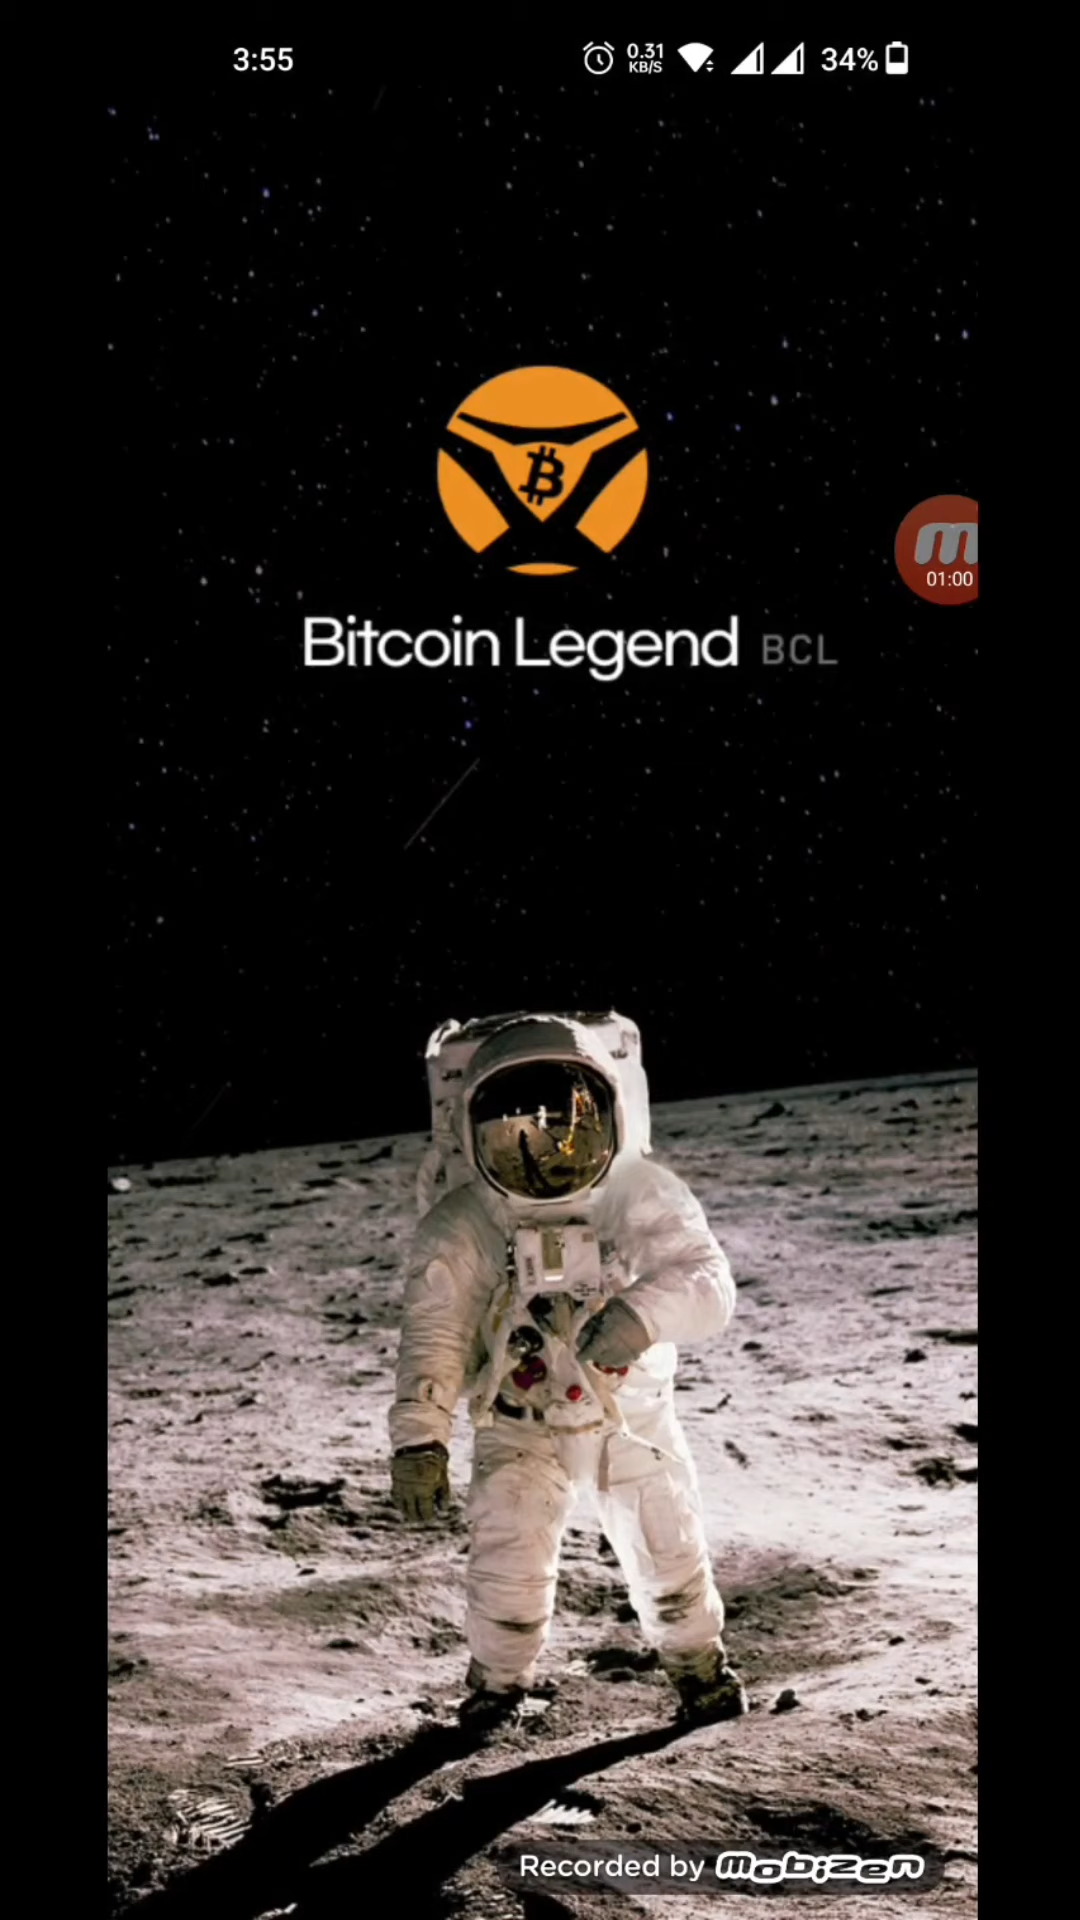 3:55
0.31
KB/S
34%
01:00
Bitcoin Legend BCL
Recorded by mobizen